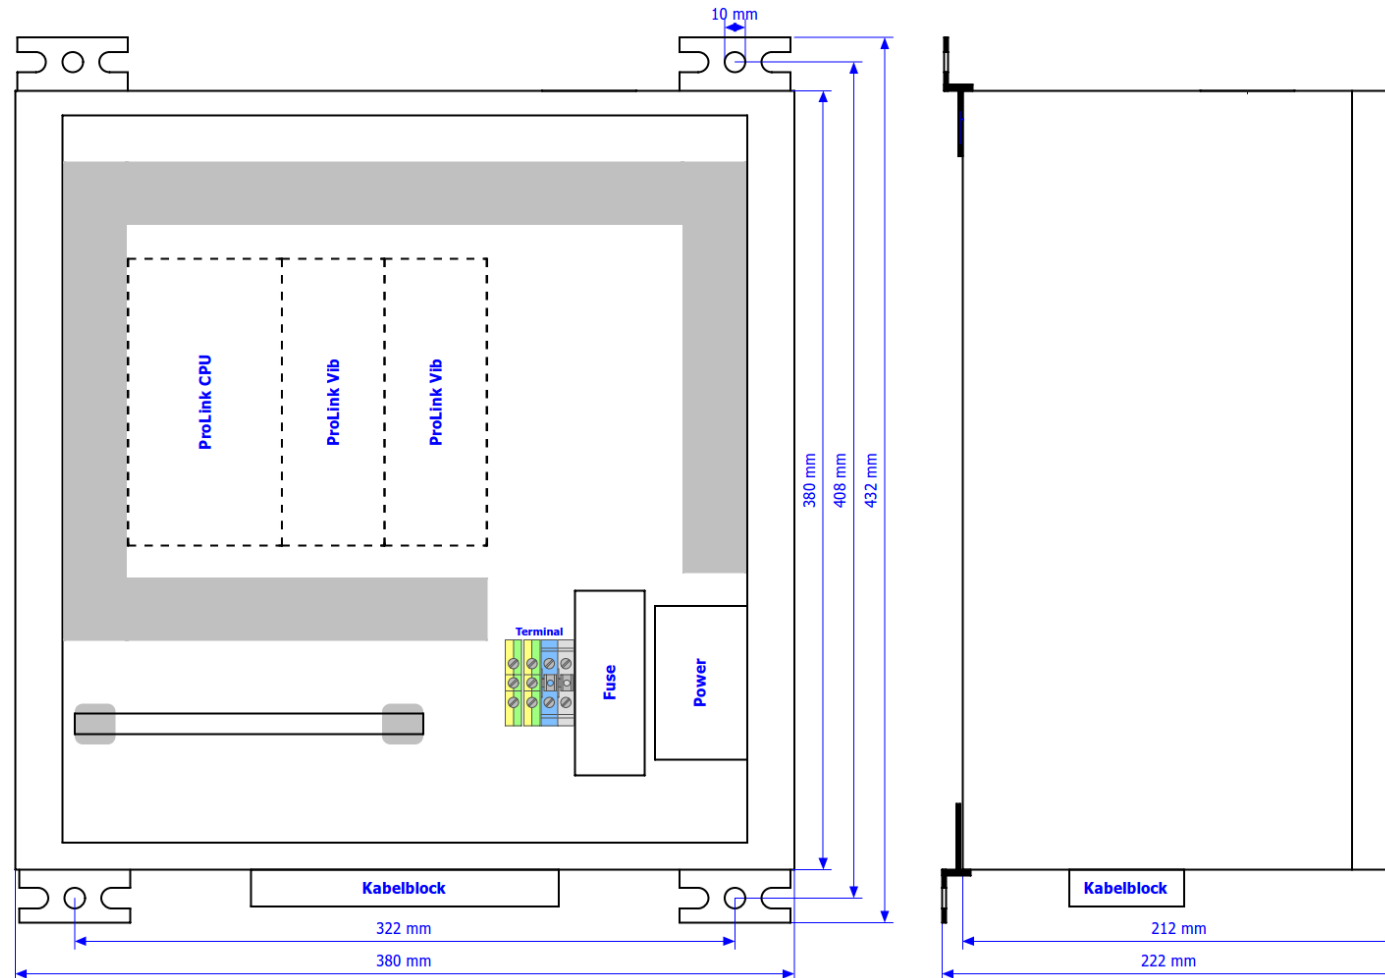 10 mm
ProLink CPU
ProLink Vib
ProLink Vib
380 mm
408 mm
432 mm
Terminal
Fuse
Power
Kabelblock
Kabelblock
322 mm
212 mm
380 mm
222 mm